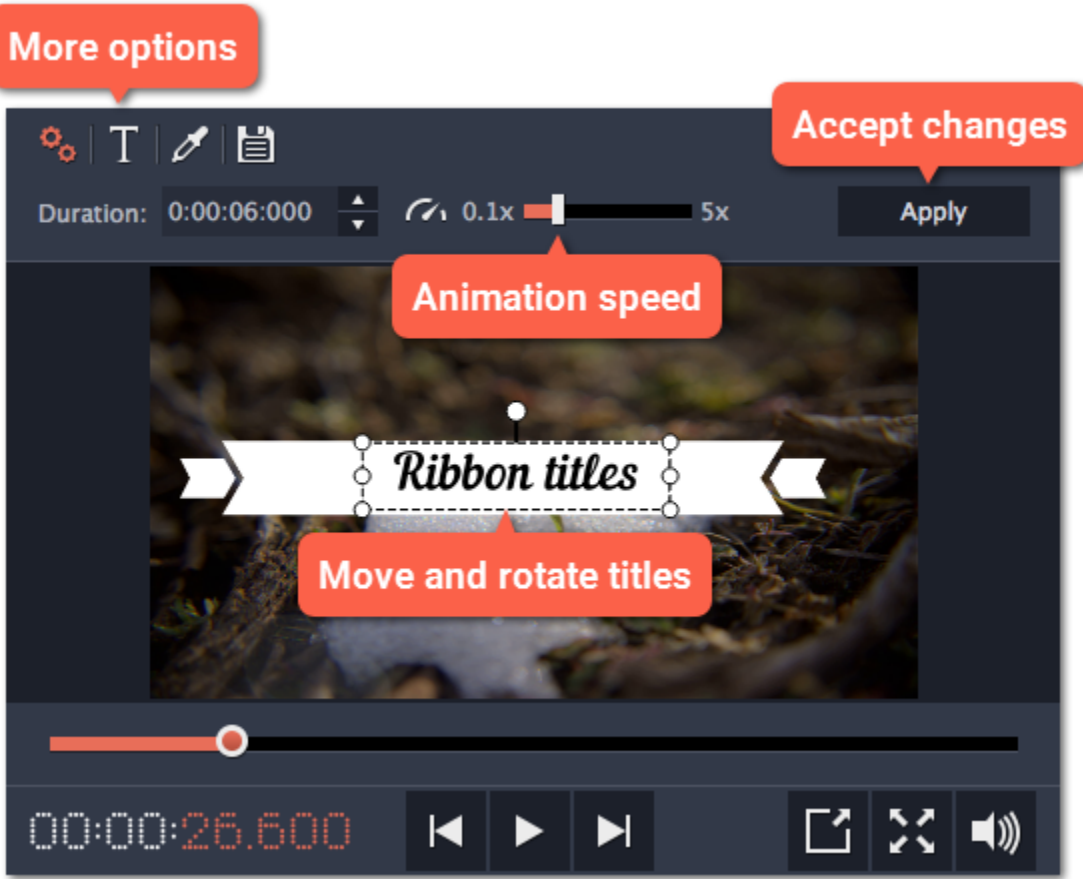 More options
Accept changes
T
Duration: 0:00:06:000 0.1x 5x Apply
Animation speed
Ribbon titles
Move and rotate titles
00:00:26.600